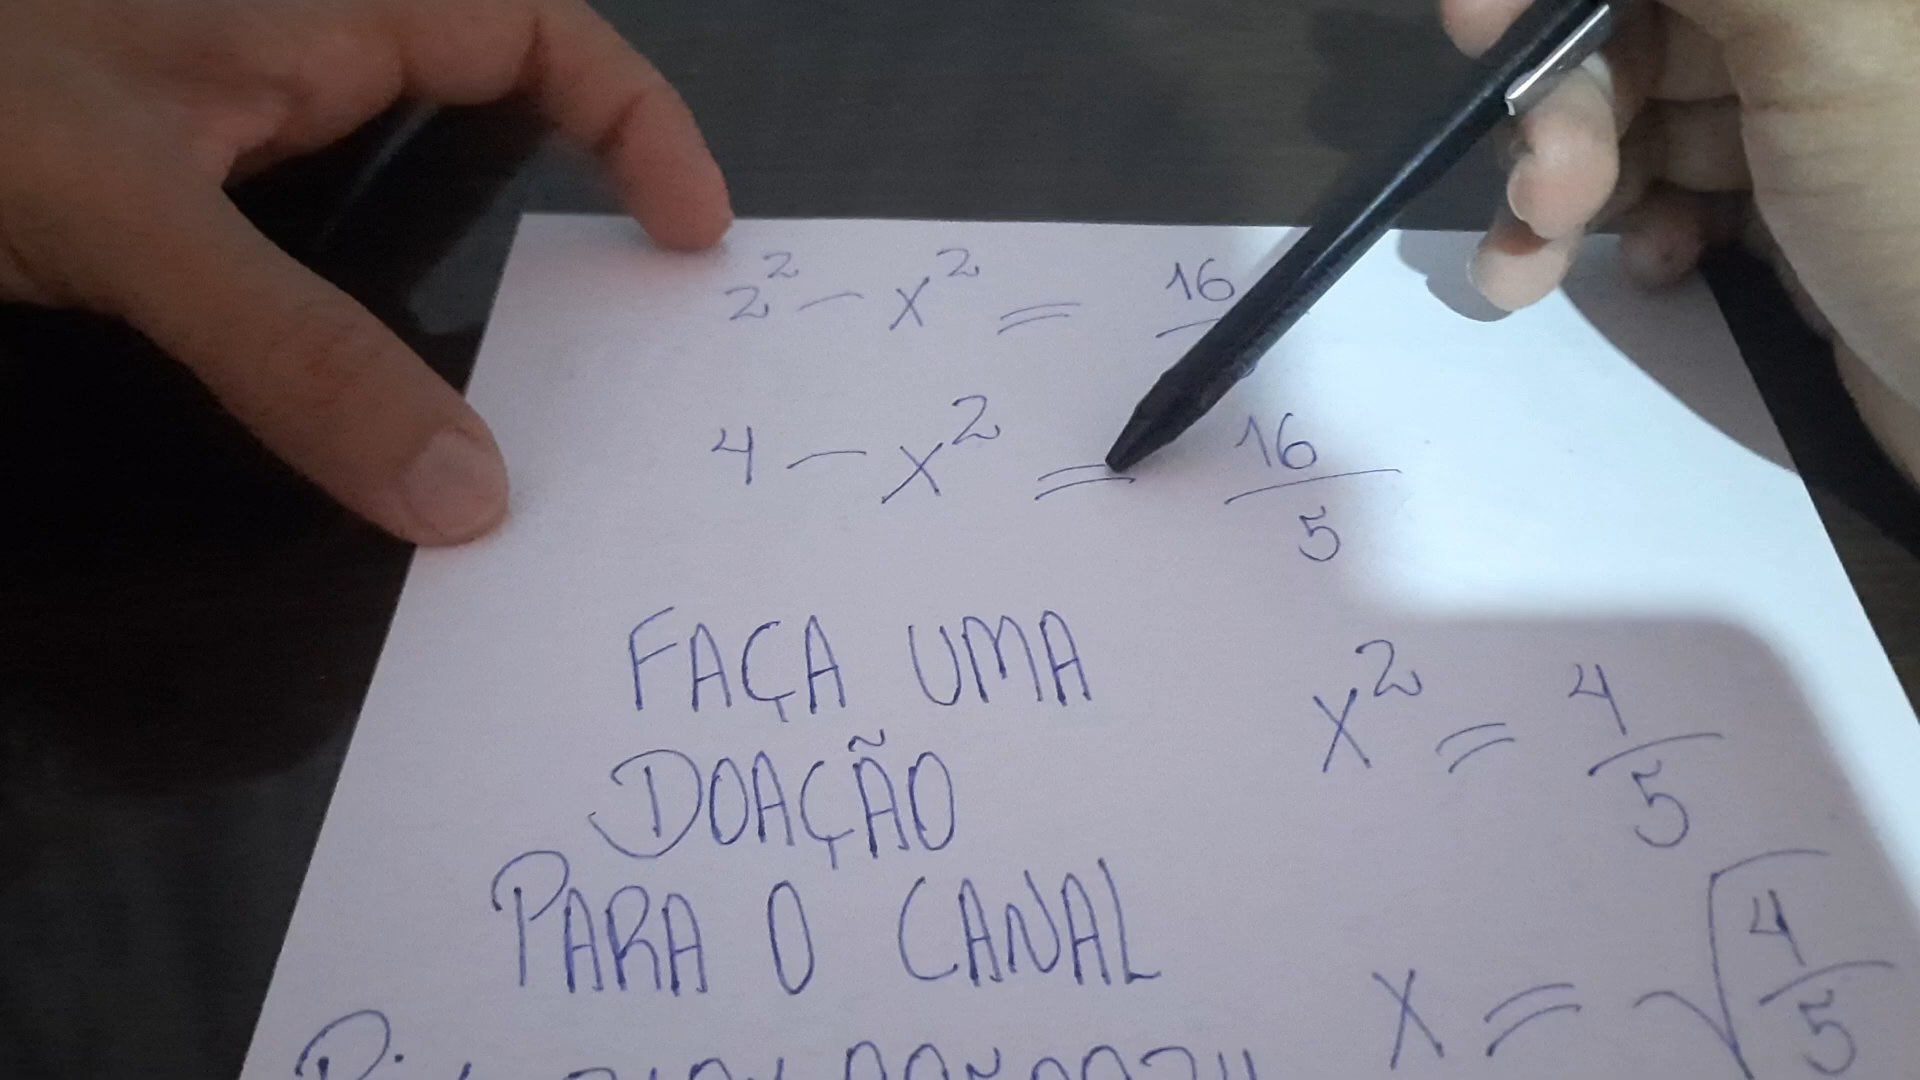 2² - x² = 16
4 - x² = 16/5
FAÇA UMA
DOAÇÃO
PARA O CANAL
x² = 4/5
x = √4/5